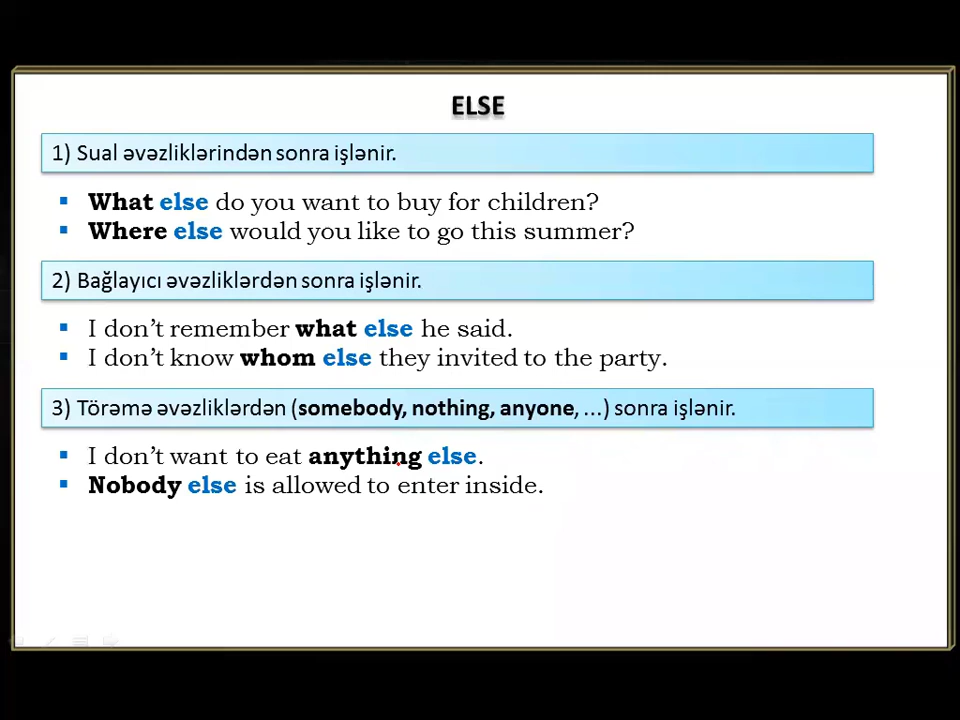 ELSE
1) Sual əvəzliklərindən sonra işlənir.
▪ What else do you want to buy for children?
▪ Where else would you like to go this summer?
2) Bağlayıcı əvəzliklərdən sonra işlənir.
▪ I don’t remember what else he said.
▪ I don’t know whom else they invited to the party.
3) Törəmə əvəzliklərdən (somebody, nothing, anyone, ...) sonra işlənir.
▪ I don’t want to eat anything else.
▪ Nobody else is allowed to enter inside.